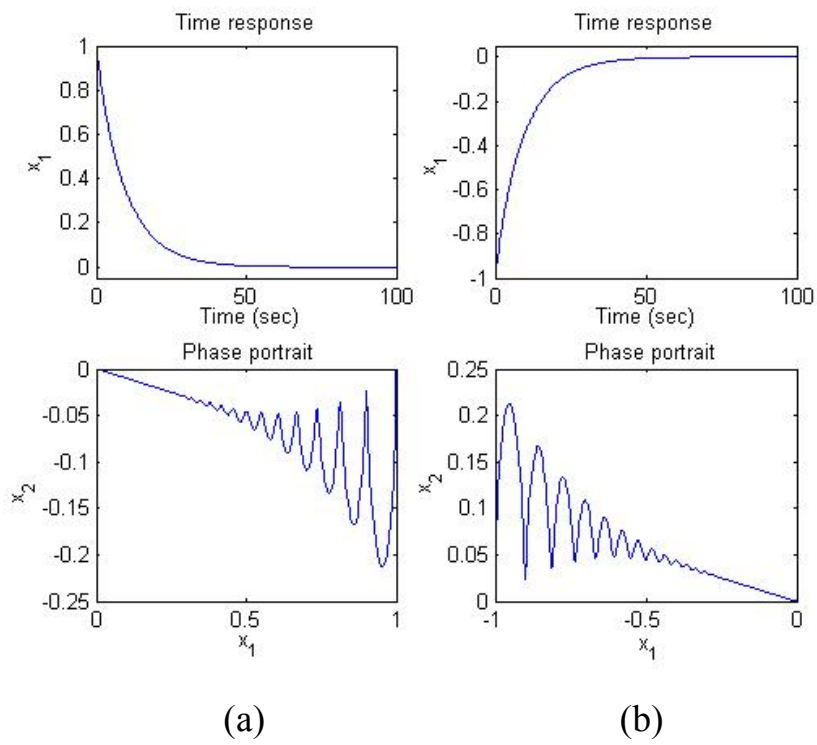 Time response
1
0.8
0.6
0.4
0.2
0
x1
0
50
100
Time (sec)
Time response
0
-0.2
-0.4
-0.6
-0.8
-1
x1
0
50
100
Time (sec)
Phase portrait
0
-0.05
-0.1
-0.15
-0.2
-0.25
x2
0
0.5
1
x1
Phase portrait
0.25
0.2
0.15
0.1
0.05
0
x2
-1
-0.5
0
x1
(a)
(b)